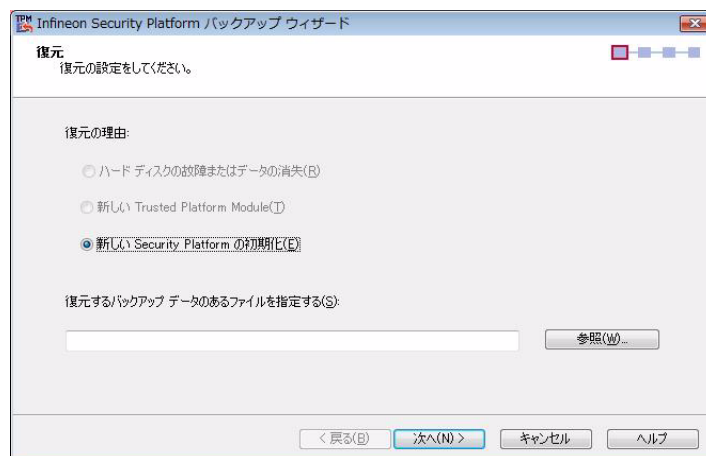 TPM
Infineon Security Platform バックアップ ウィザード
復元
復元の設定をしてください。
復元の理由:
ハード ディスクの故障またはデータの消失(R)
新しい Trusted Platform Module(T)
新しい Security Platform の初期化(E)
復元するバックアップ データのあるファイルを指定する(S):
参照(W)...
< 戻る(B)
次へ(N) >
キャンセル
ヘルプ